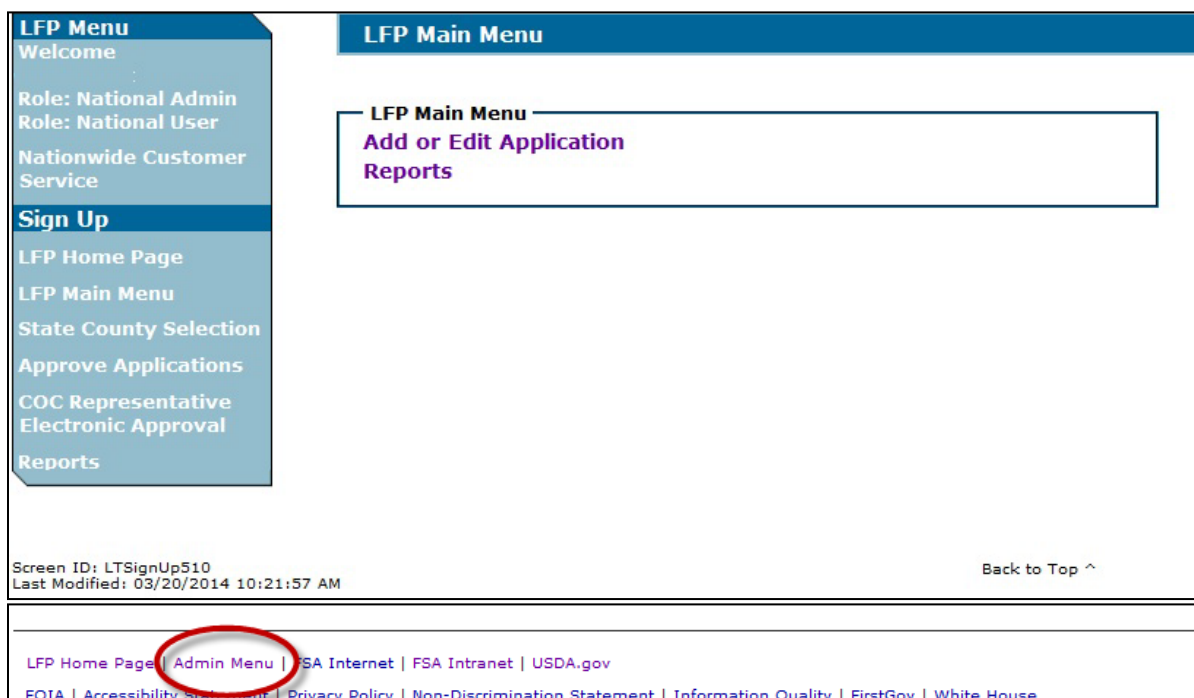 LFP Menu
Welcome
:
Role: National Admin
Role: National User
Nationwide Customer
Service
Sign Up
LFP Home Page
LFP Main Menu
State County Selection
Approve Applications
COC Representative
Electronic Approval
Reports
LFP Main Menu
LFP Main Menu
Add or Edit Application
Reports
Screen ID: LTSignUp510
Last Modified: 03/20/2014 10:21:57 AM
Back to Top ^
LFP Home Page | Admin Menu | FSA Internet | FSA Intranet | USDA.gov
FOIA | Accessibility Statement | Privacy Policy | Non-Discrimination Statement | Information Quality | FirstGov | White House